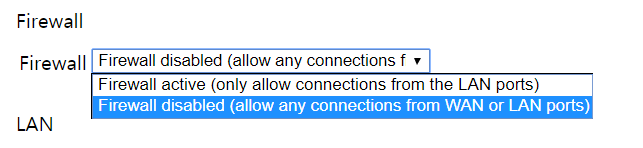 Firewall
Firewall Firewall disabled (allow any connections f
Firewall active (only allow connections from the LAN ports)
Firewall disabled (allow any connections from WAN or LAN ports)
LAN